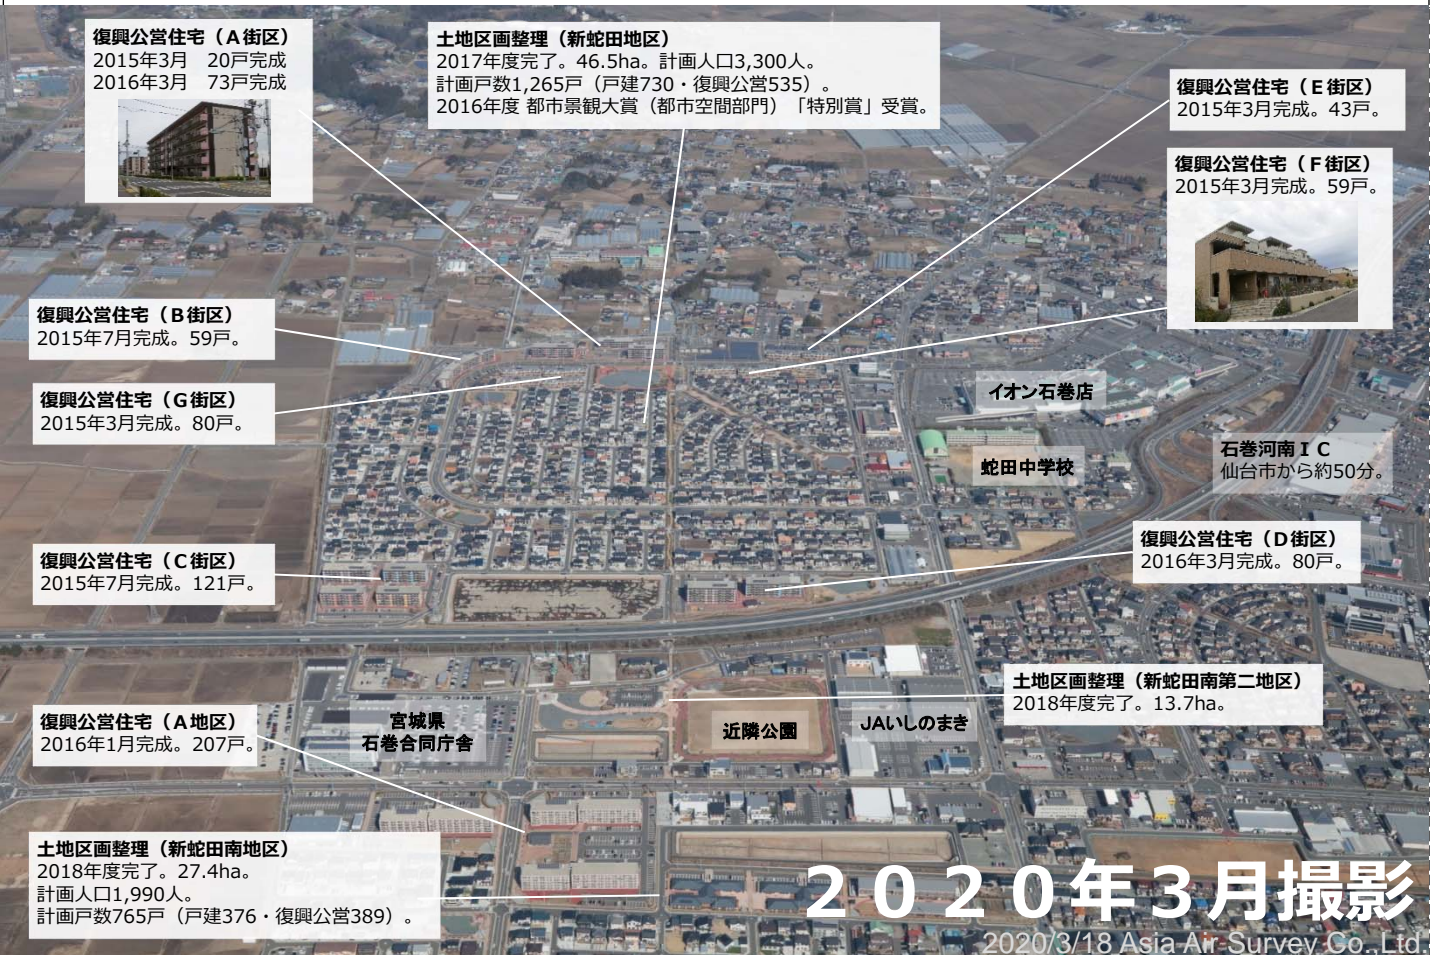 復興公営住宅（Ａ街区）
2015年3月　20戸完成
2016年3月　73戸完成
土地区画整理（新蛇田地区）
2017年度完了。46.5ha。計画人口3,300人。
計画戸数1,265戸（戸建730・復興公営535）。
2016年度 都市景観大賞（都市空間部門）「特別賞」受賞。
復興公営住宅（Ｅ街区）
2015年3月完成。43戸。
復興公営住宅（Ｆ街区）
2015年3月完成。59戸。
復興公営住宅（Ｂ街区）
2015年7月完成。59戸。
復興公営住宅（Ｇ街区）
2015年3月完成。80戸。
イオン石巻店
蛇田中学校
石巻河南ＩＣ
仙台市から約50分。
復興公営住宅（Ｃ街区）
2015年7月完成。121戸。
復興公営住宅（Ｄ街区）
2016年3月完成。80戸。
土地区画整理（新蛇田南第二地区）
2018年度完了。13.7ha。
復興公営住宅（Ａ地区）
2016年1月完成。207戸。
宮城県
石巻合同庁舎
近隣公園
JAいしのまき
土地区画整理（新蛇田南地区）
2018年度完了。27.4ha。
計画人口1,990人。
計画戸数765戸（戸建376・復興公営389）。
２０２０年３月撮影
2020/3/18 Asia Air Survey Co.,Ltd.